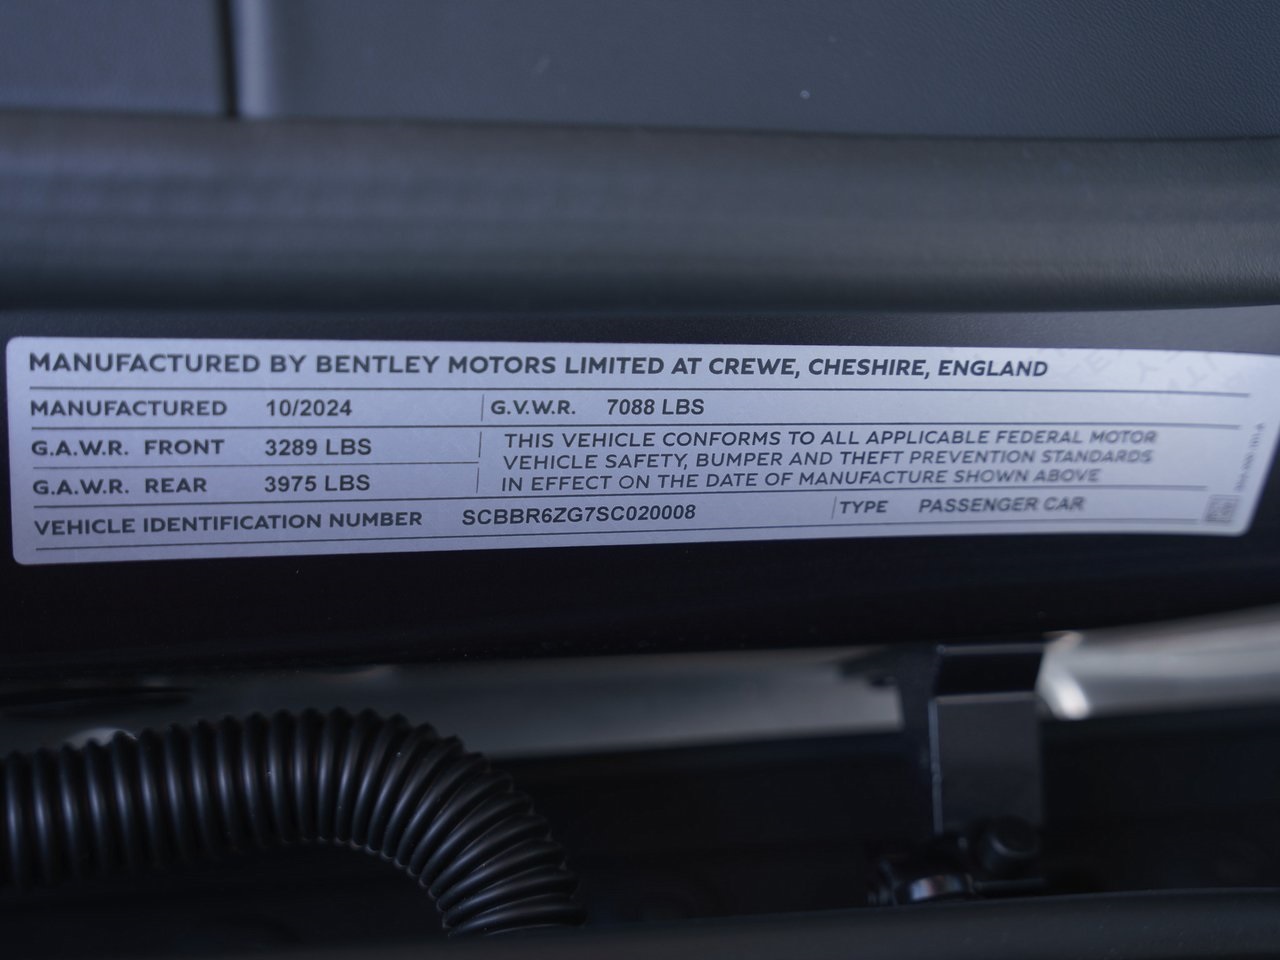 MANUFACTURED BY BENTLEY MOTORS LIMITED AT CREWE, CHESHIRE, ENGLAND
MANUFACTURED 10/2024 G.V.W.R. 7088 LBS
G.A.W.R. FRONT 3289 LBS
G.A.W.R. REAR 3975 LBS
THIS VEHICLE CONFORMS TO ALL APPLICABLE FEDERAL MOTOR
VEHICLE SAFETY, BUMPER AND THEFT PREVENTION STANDARDS
IN EFFECT ON THE DATE OF MANUFACTURE SHOWN ABOVE
VEHICLE IDENTIFICATION NUMBER SCBBR6ZG7SC020008 TYPE PASSENGER CAR